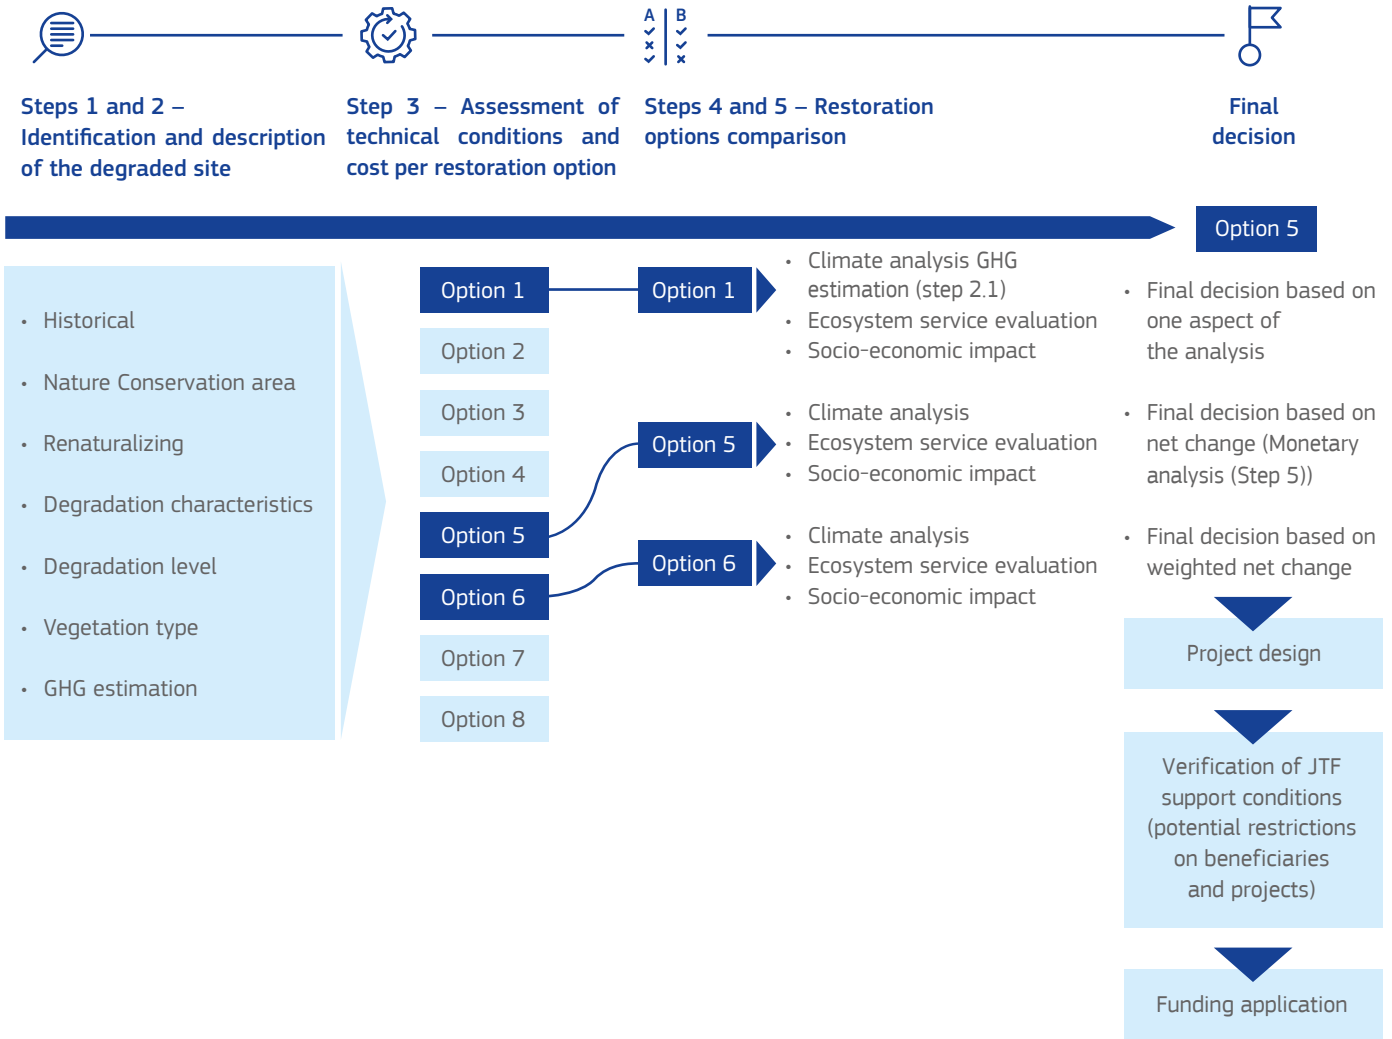 A B
Steps 1 and 2 –
Identification and description
of the degraded site
Step 3 – Assessment of
technical conditions and
cost per restoration option
Steps 4 and 5 – Restoration
options comparison
Final
decision
Option 5
• Historical
• Nature Conservation area
• Renaturalizing
• Degradation characteristics
• Degradation level
• Vegetation type
• GHG estimation
Option 1
Option 2
Option 3
Option 4
Option 5
Option 6
Option 7
Option 8
Option 1
• Climate analysis GHG
estimation (step 2.1)
• Ecosystem service evaluation
• Socio-economic impact
Option 5
• Climate analysis
• Ecosystem service evaluation
• Socio-economic impact
Option 6
• Climate analysis
• Ecosystem service evaluation
• Socio-economic impact
• Final decision based on
one aspect of
the analysis
• Final decision based on
net change (Monetary
analysis (Step 5))
• Final decision based on
weighted net change
Project design
Verification of JTF
support conditions
(potential restrictions
on beneficiaries
and projects)
Funding application